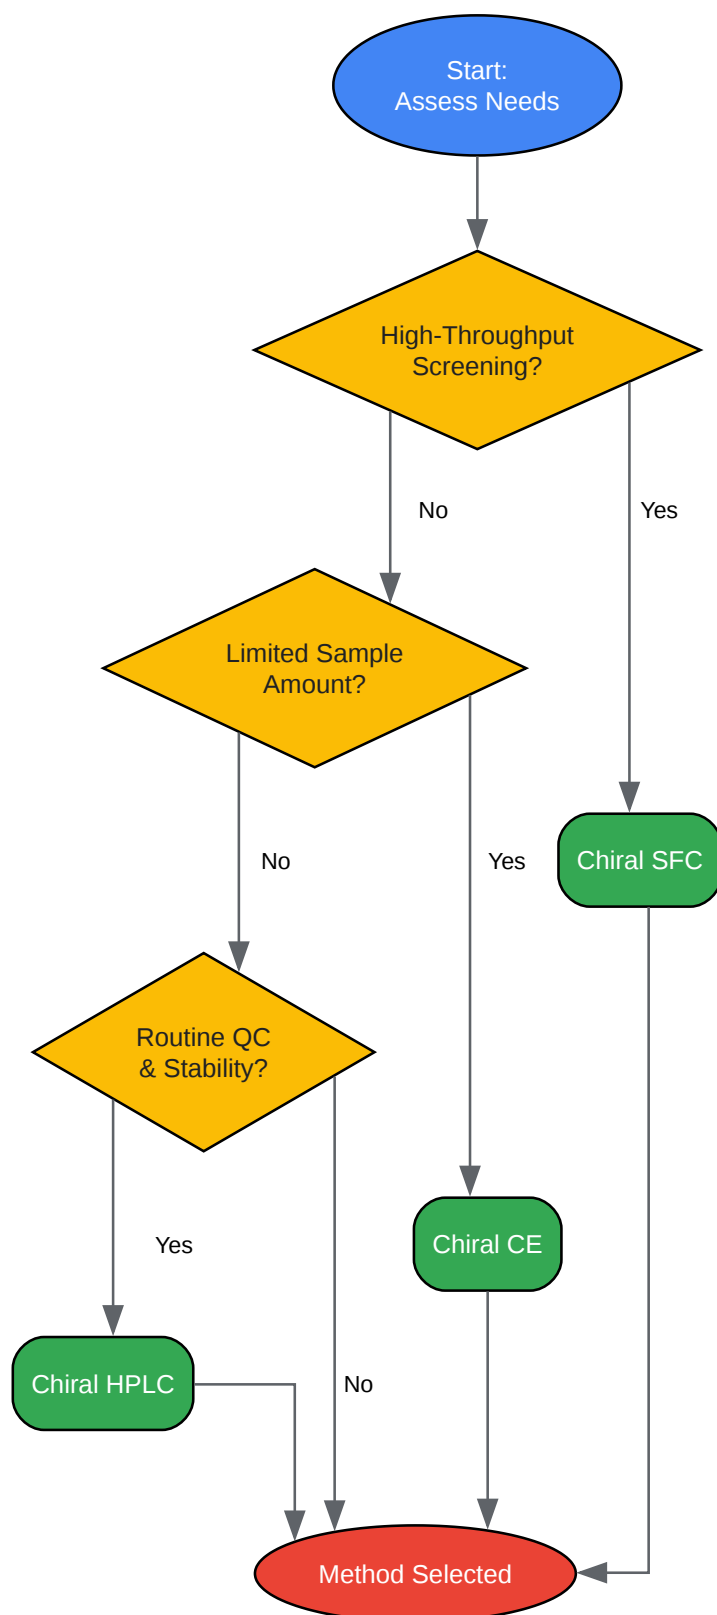 Start:
Assess Needs
High-Throughput
Screening?
No
Yes
Limited Sample
Amount?
No
Yes
Chiral SFC
Routine QC
& Stability?
Yes
Chiral CE
Chiral HPLC
No
Method Selected